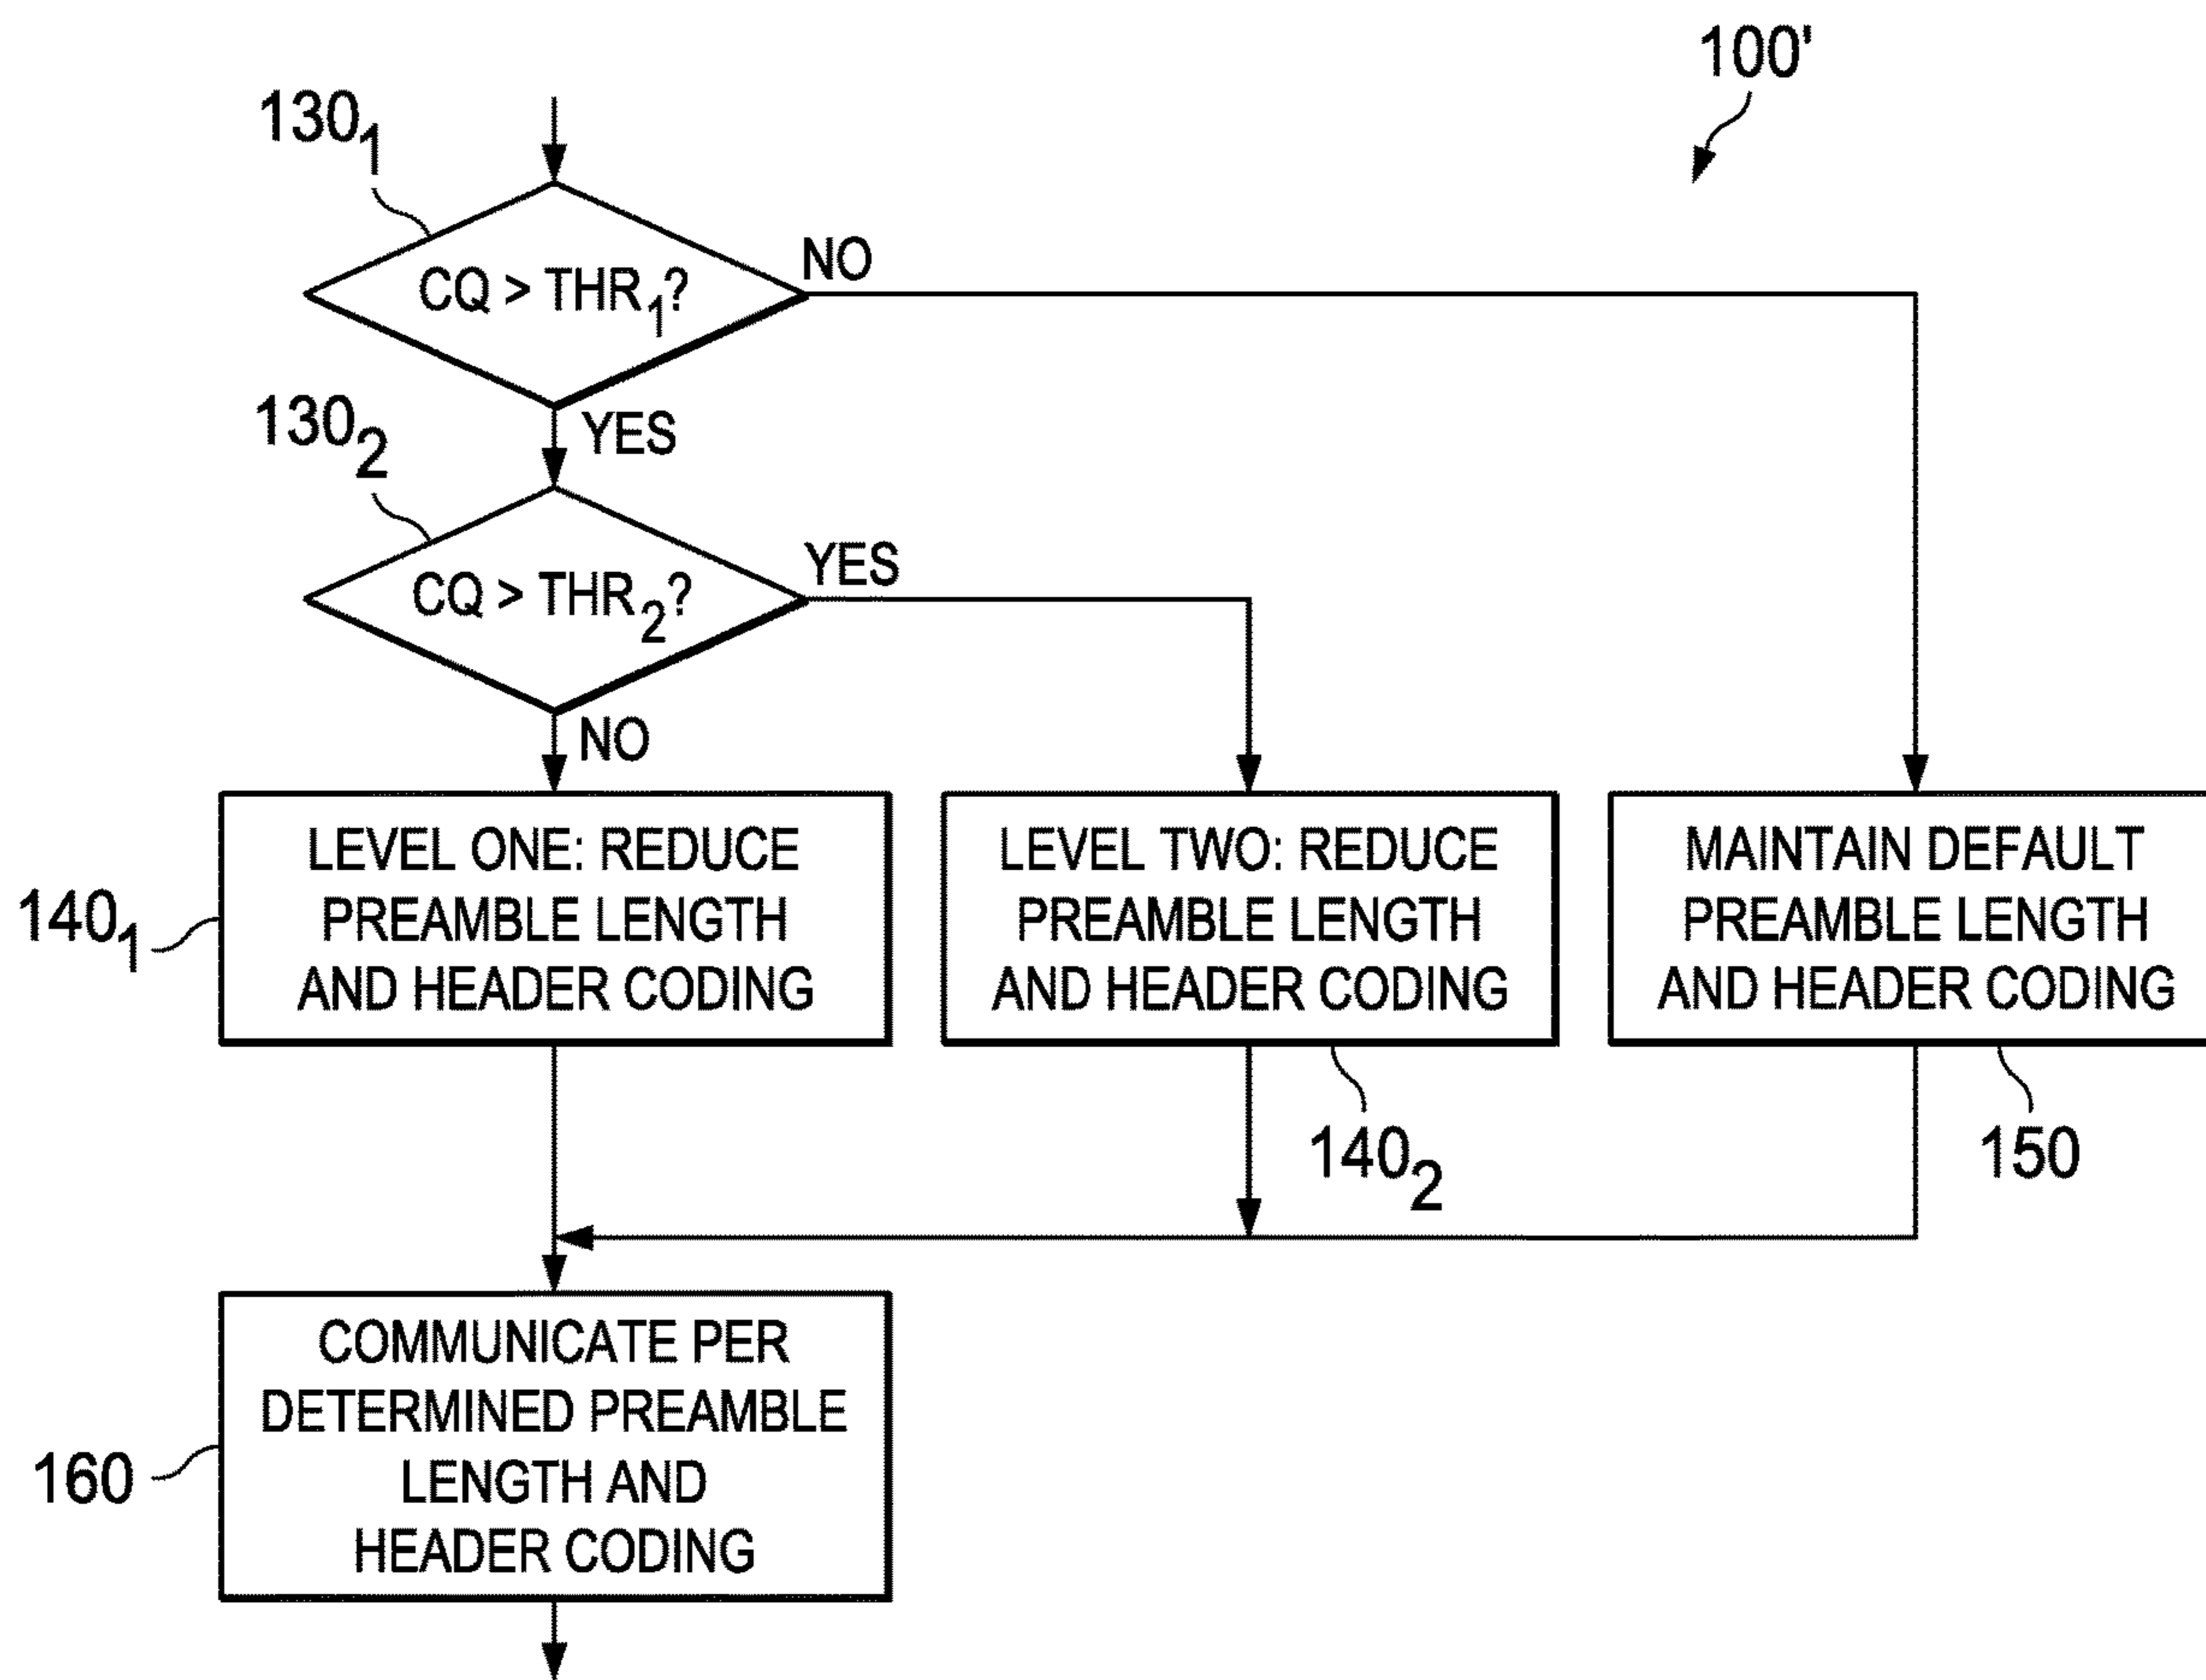 100'
130₁
CQ > THR₁?
NO
YES
130₂
CQ > THR₂?
YES
NO
LEVEL ONE: REDUCE
PREAMBLE LENGTH
AND HEADER CODING
140₁
LEVEL TWO: REDUCE
PREAMBLE LENGTH
AND HEADER CODING
140₂
MAINTAIN DEFAULT
PREAMBLE LENGTH
AND HEADER CODING
150
COMMUNICATE PER
DETERMINED PREAMBLE
LENGTH AND
HEADER CODING
160